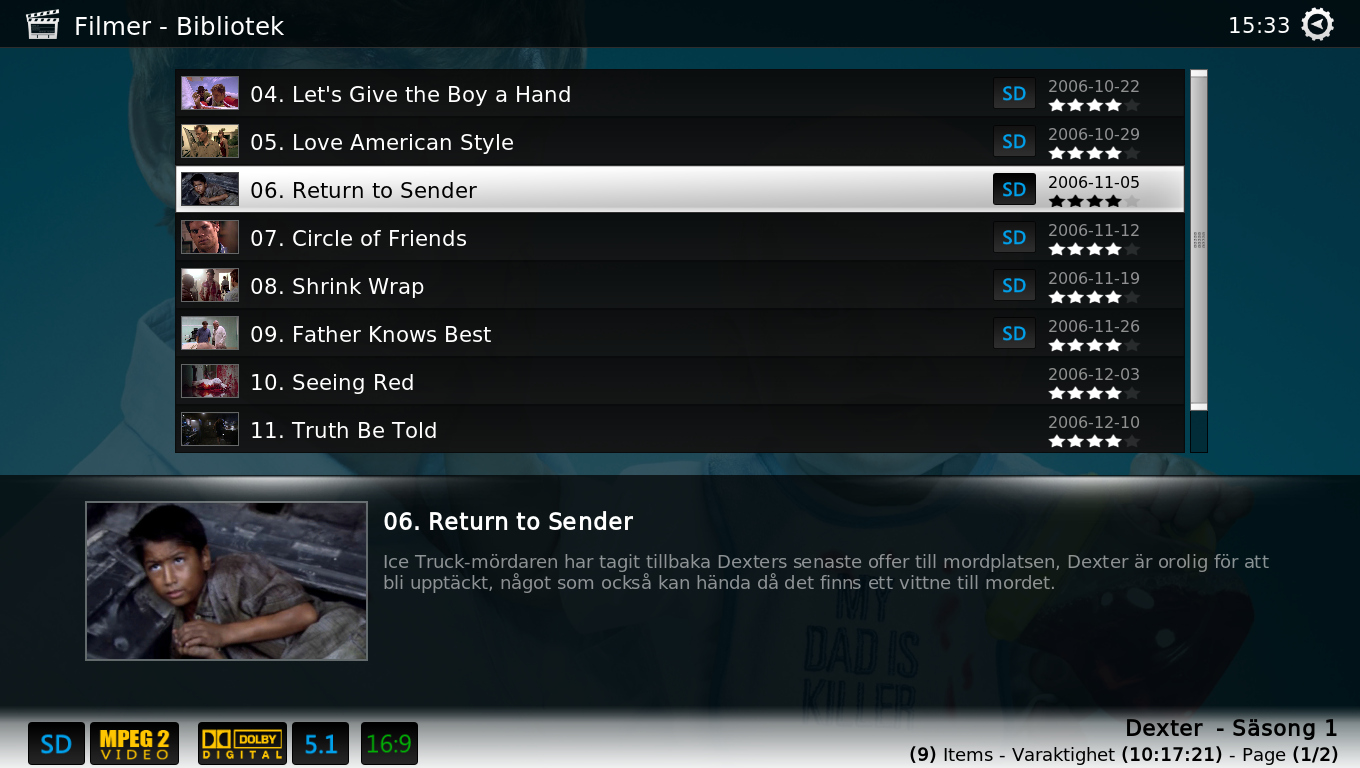 Filmer - Bibliotek
15:33
04. Let's Give the Boy a Hand SD 2006-10-22
05. Love American Style SD 2006-10-29
06. Return to Sender SD 2006-11-05
07. Circle of Friends SD 2006-11-12
08. Shrink Wrap SD 2006-11-19
09. Father Knows Best SD 2006-11-26
10. Seeing Red 2006-12-03
11. Truth Be Told 2006-12-10
06. Return to Sender
Ice Truck-mördaren har tagit tillbaka Dexters senaste offer till mordplatsen, Dexter är orolig för att
bli upptäckt, något som också kan hända då det finns ett vittne till mordet.
MY
DAD IS
KILLER
SD MPEG 2 VIDEO DOLBY DIGITAL 5.1 16:9
Dexter - Säsong 1
(9) Items - Varaktighet (10:17:21) - Page (1/2)